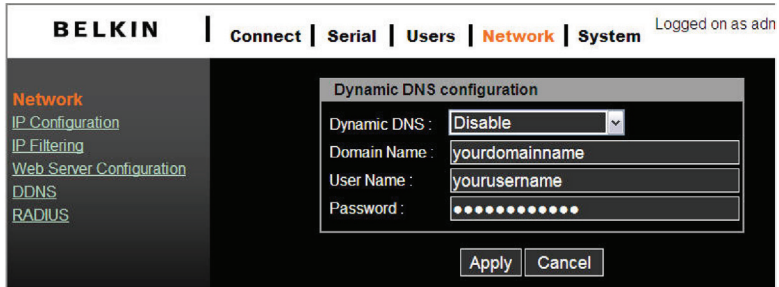 BELKIN | Connect | Serial | Users | Network | System Logged on as adm
Network
IP Configuration
IP Filtering
Web Server Configuration
DDNS
RADIUS
Dynamic DNS configuration
Dynamic DNS : Disable
Domain Name : yourdomainname
User Name : yourusername
Password : ●●●●●●●●●●●●
Apply Cancel